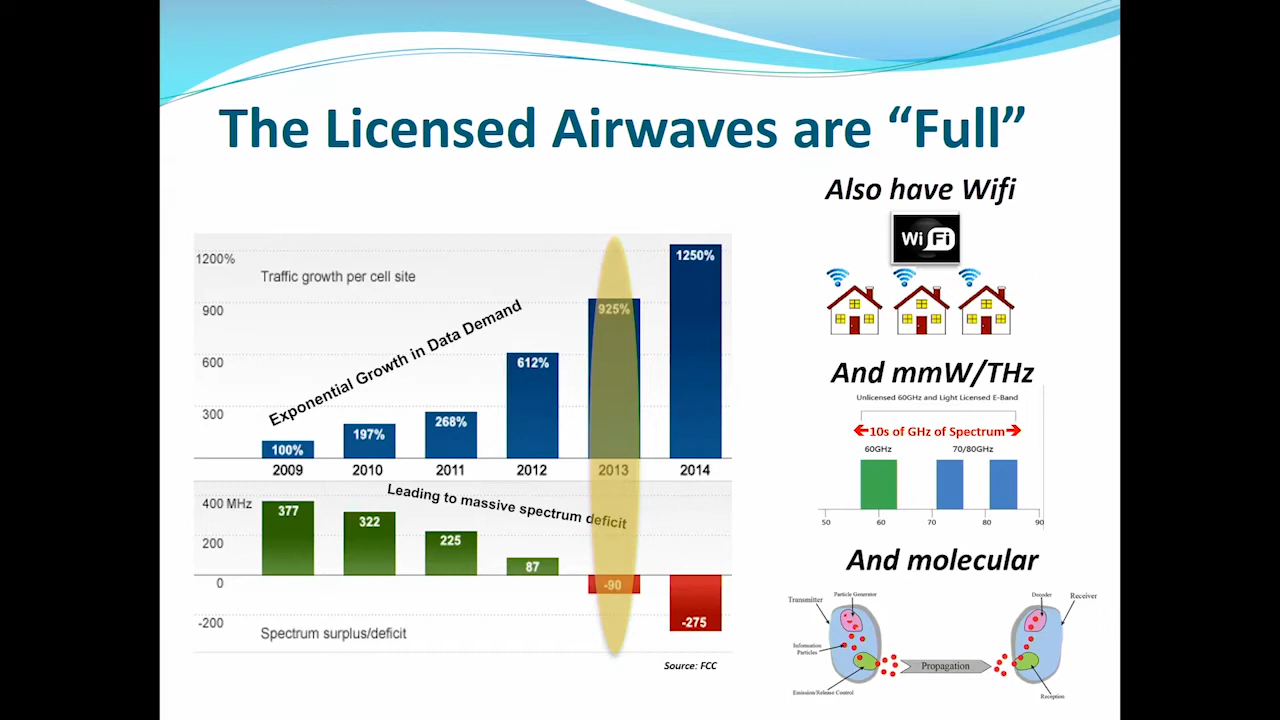 The Licensed Airwaves are “Full”
1200%
900
600
300
Traffic growth per cell site
Exponential Growth in Data Demand
100%
197%
268%
612%
925%
1250%
2009
2010
2011
2012
2013
2014
Leading to massive spectrum deficit
400 MHz
200
0
-200
377
322
225
87
-90
-275
Spectrum surplus/deficit
Source: FCC
Also have Wifi
Wi Fi
And mmW/THz
Unlicensed 60GHz and Light Licensed E-Band
10s of GHz of Spectrum
60GHz
70/80GHz
50
60
70
80
90
And molecular
Transmitter
Particle Generator
Information
Particles
Emission/Release Control
Propagation
Decoder
Receiver
Reception